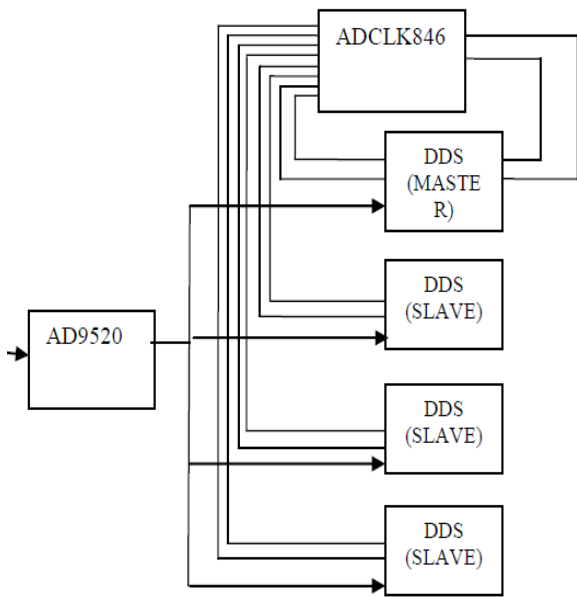 ADCLK846
DDS
(MASTE
R)
DDS
(SLAVE)
AD9520
DDS
(SLAVE)
DDS
(SLAVE)